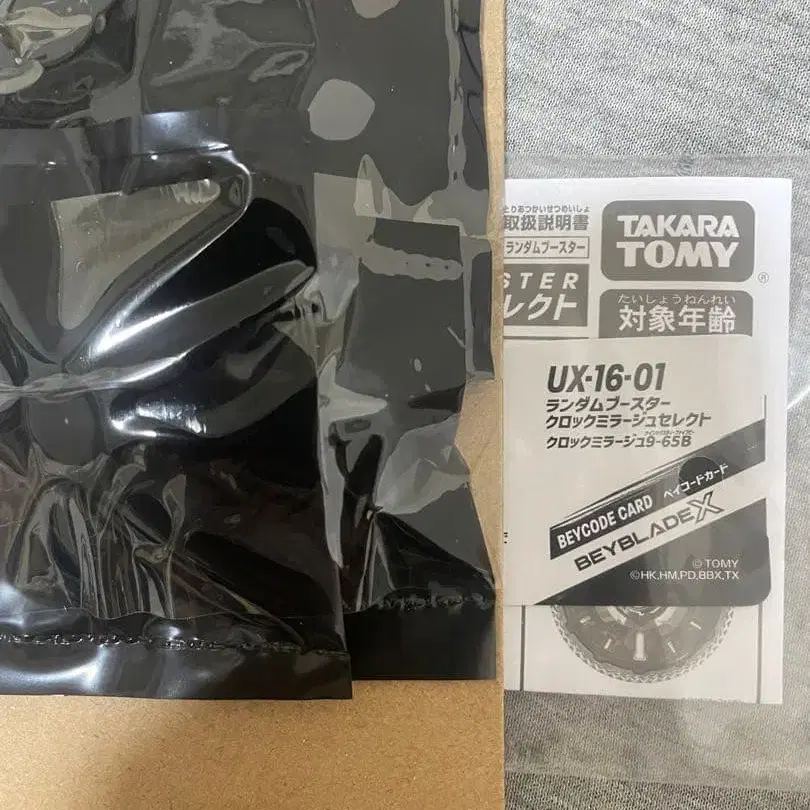 とりあつかいせつめいしょ
取扱説明書
ランダムブースター
STER
レクト
TAKARA
TOMY
®
たいしょうねんれい
対象年齢
UX-16-01
ランダムブースター
クロックミラージュセレクト
クロックミラージュ9-65B
BEYCODE CARD ベイコードカード
BEYBLADE X
© TOMY
©HK,HM,PD,BBX,TX